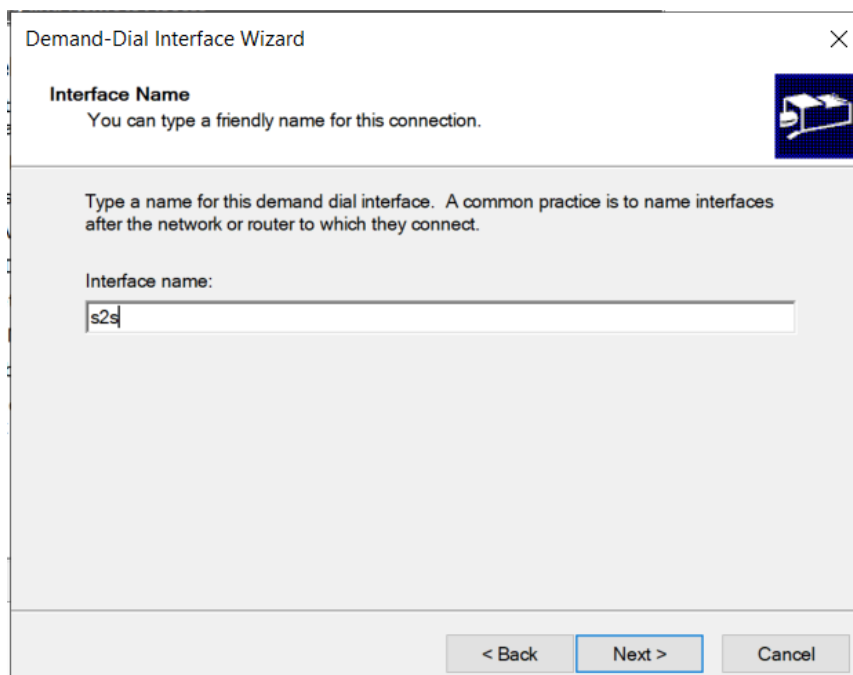 Demand-Dial Interface Wizard
Interface Name
You can type a friendly name for this connection.
Type a name for this demand dial interface. A common practice is to name interfaces
after the network or router to which they connect.
Interface name:
s2s
< Back
Next >
Cancel